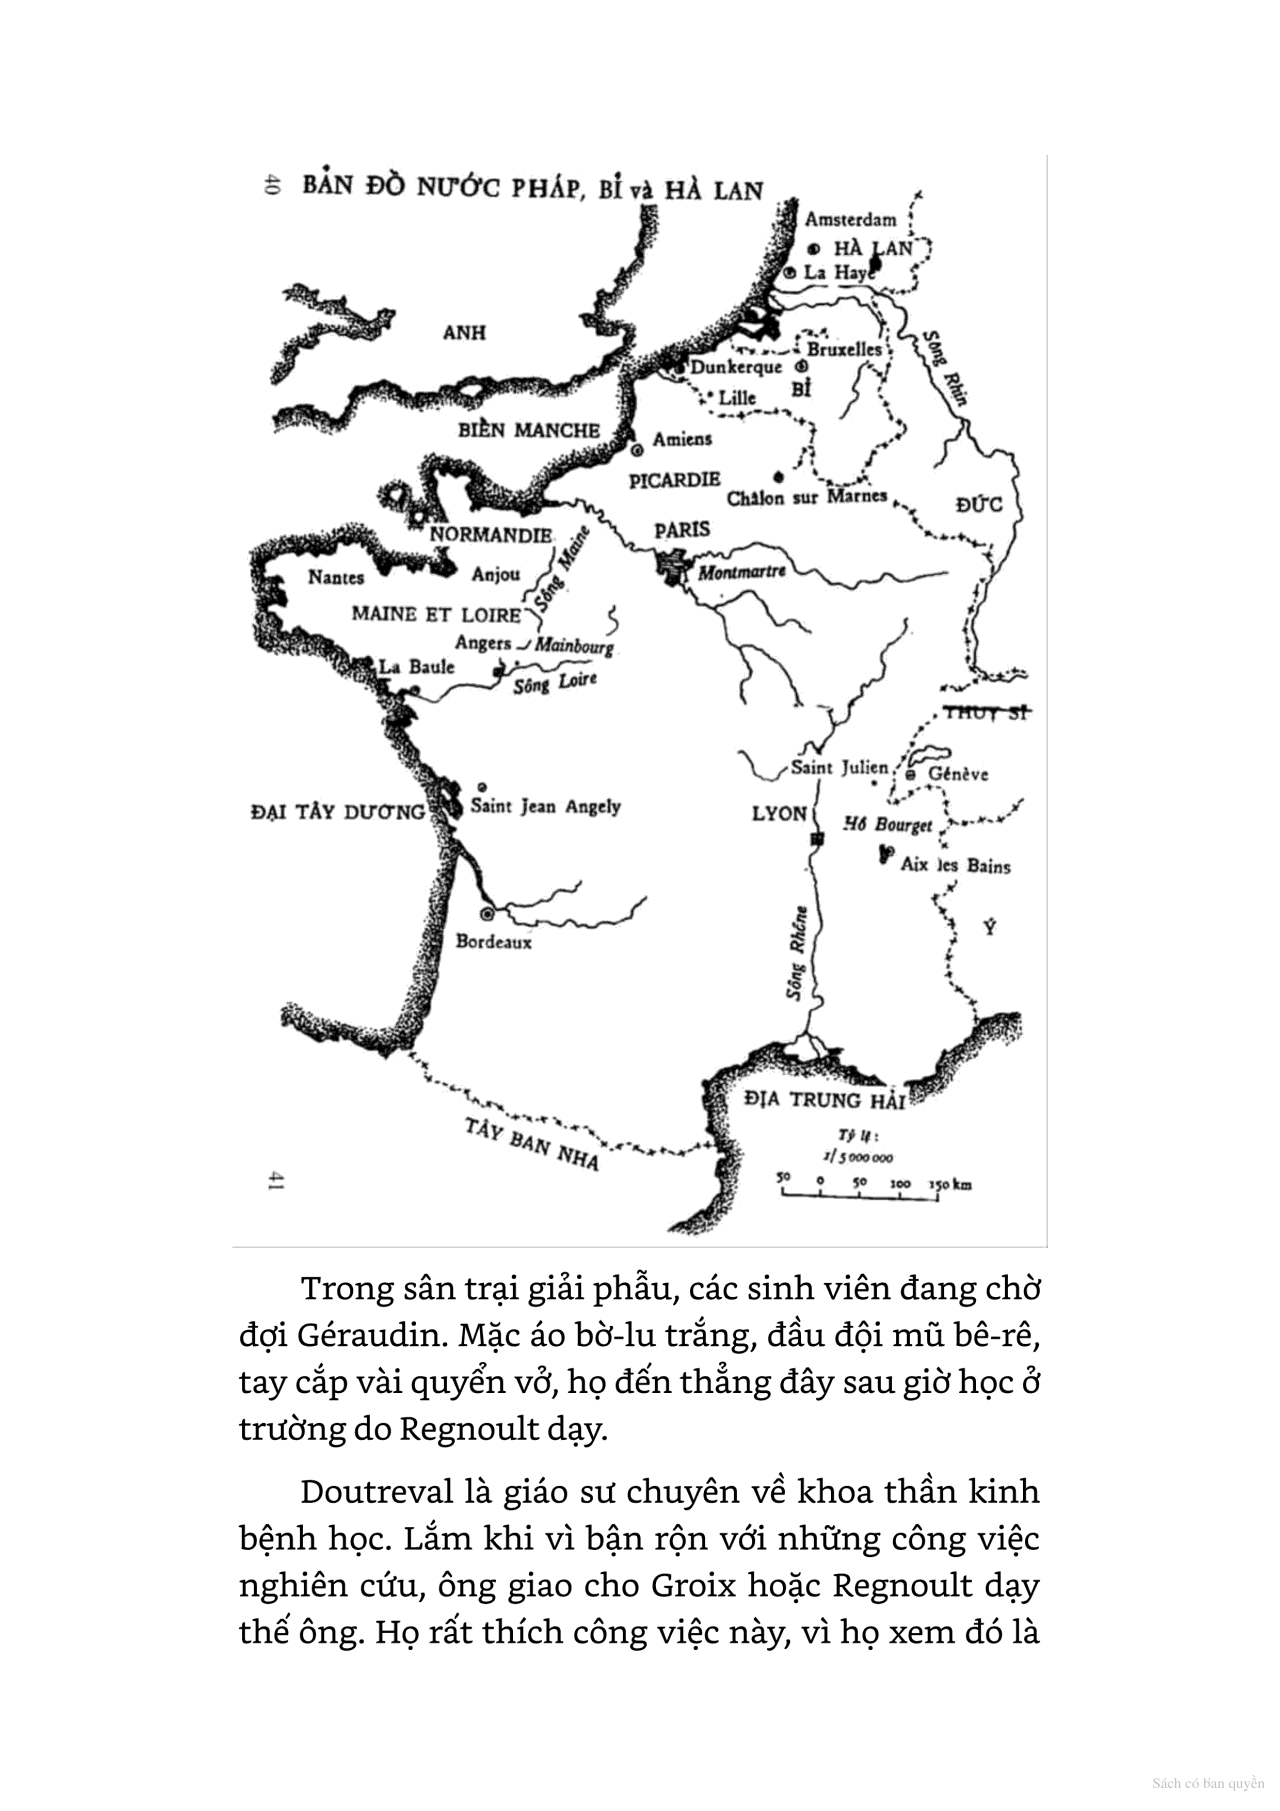 40 BẢN ĐỒ NƯỚC PHÁP, BỈ và HÀ LAN
Amsterdam
HÀ LAN
La Haye
ANH
Sông Rhin
Bruxelles
Dunkerque
BỈ
Lille
BIỂN MANCHE
Amiens
PICARDIE
Châlon sur Marnes
ĐỨC
NORMANDIE
PARIS
Sông Maine
Montmartre
Nantes
Anjou
MAINE ET LOIRE
Angers
Mainbourg
La Baule
Sông Loire
THUỴ SĨ
Saint Julien
Génève
ĐẠI TÂY DƯƠNG
Saint Jean Angely
LYON
Hồ Bourget
Aix les Bains
Ý
Bordeaux
Sông Rhône
ĐỊA TRUNG HẢI
TÂY BAN NHA
Tỷ lệ :
1/5 000 000
50 0 50 100 150 km
41
Trong sân trại giải phẫu, các sinh viên đang chờ
đợi Géraudin. Mặc áo bờ-lu trắng, đầu đội mũ bê-rê,
tay cắp vài quyển vở, họ đến thẳng đây sau giờ học ở
trường do Regnoult dạy.
Doutreval là giáo sư chuyên về khoa thần kinh
bệnh học. Lắm khi vì bận rộn với những công việc
nghiên cứu, ông giao cho Groix hoặc Regnoult dạy
thế ông. Họ rất thích công việc này, vì họ xem đó là
Sách có bản quyền